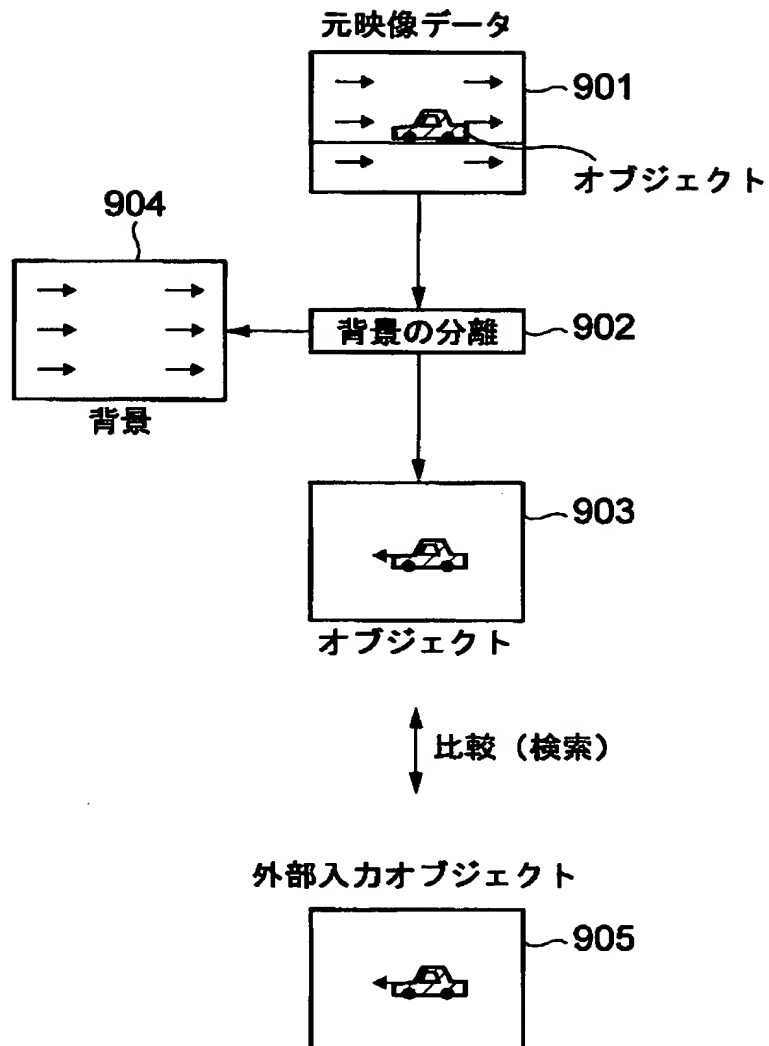 元映像データ
901
オブジェクト
904
背景の分離
902
背景
903
オブジェクト
比較（検索）
外部入力オブジェクト
905